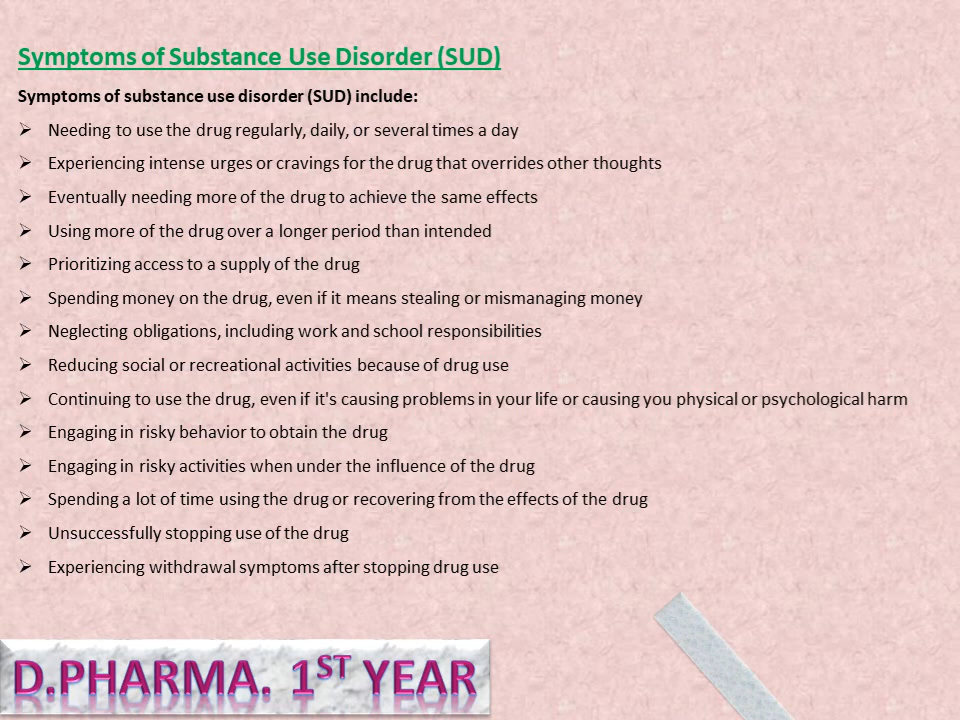 Symptoms of Substance Use Disorder (SUD)
Symptoms of substance use disorder (SUD) include:
➢ Needing to use the drug regularly, daily, or several times a day
➢ Experiencing intense urges or cravings for the drug that overrides other thoughts
➢ Eventually needing more of the drug to achieve the same effects
➢ Using more of the drug over a longer period than intended
➢ Prioritizing access to a supply of the drug
➢ Spending money on the drug, even if it means stealing or mismanaging money
➢ Neglecting obligations, including work and school responsibilities
➢ Reducing social or recreational activities because of drug use
➢ Continuing to use the drug, even if it's causing problems in your life or causing you physical or psychological harm
➢ Engaging in risky behavior to obtain the drug
➢ Engaging in risky activities when under the influence of the drug
➢ Spending a lot of time using the drug or recovering from the effects of the drug
➢ Unsuccessfully stopping use of the drug
➢ Experiencing withdrawal symptoms after stopping drug use
D.PHARMA. 1ST YEAR